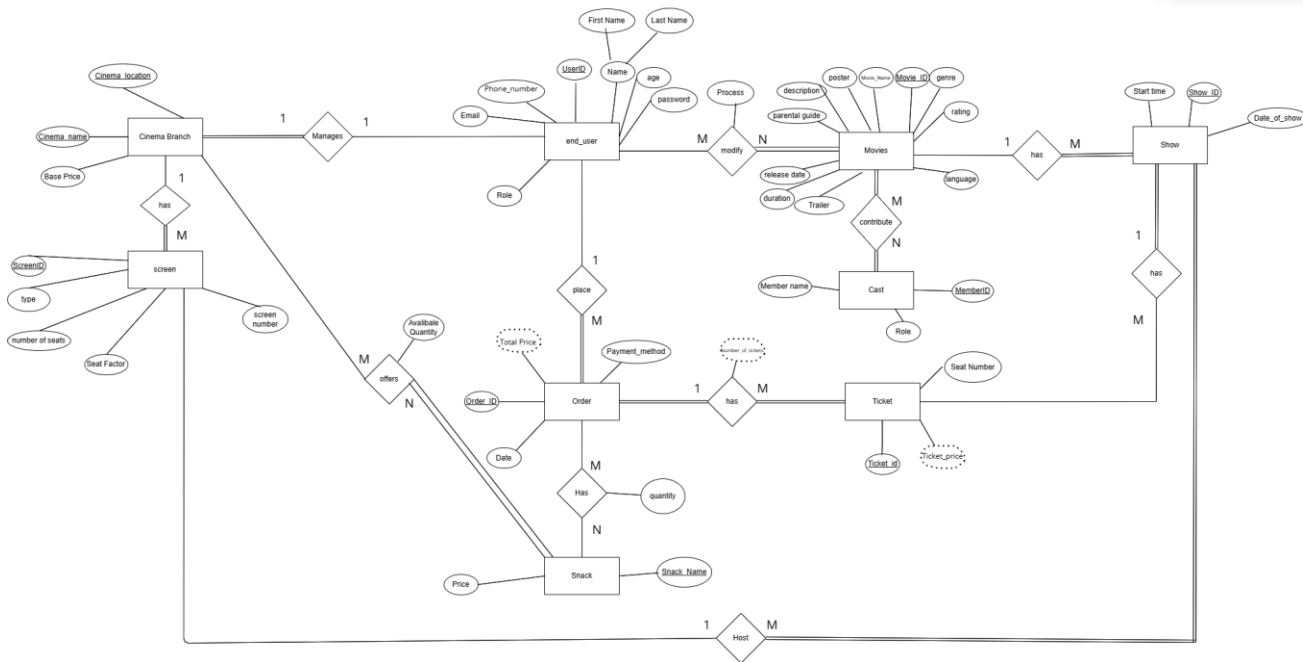 First Name
Last Name
Cinema_location
UserID
Name
Phone_number
age
password
Email
Process
description
poster
Movie_Name
Movie_ID
genre
rating
parental guide
Start time
Show_ID
Date_of_show
Cinema_name
Cinema Branch
1
Manages
1
end_user
M
modify
N
Movies
1
has
M
Show
Base Price
Role
release date
duration
Trailer
language
1
has
M
M
contribute
N
1
has
M
ScreenID
screen
type
number of seats
Seat Factor
screen
number
1
place
M
Member name
Cast
MemberID
Role
Avalibale
Quantity
M
offers
N
Total Price
Payment_method
Number_of_tickets
Seat Number
Order_ID
Order
1
has
M
Ticket
Date
Ticket_id
Ticket_price
M
Has
N
quantity
Price
Snack
Snack_Name
1
Host
M